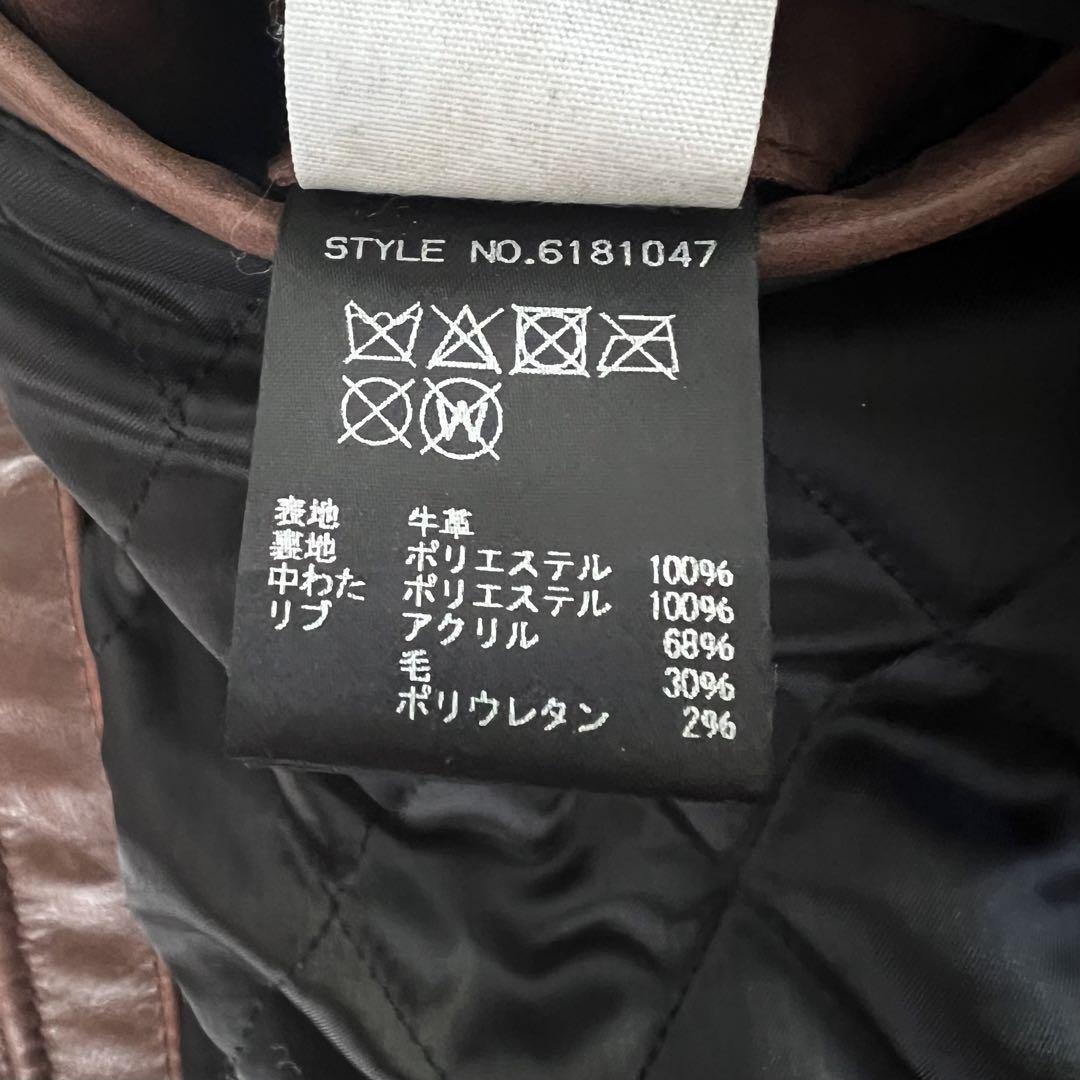 STYLE NO.6181047
W
表地 牛革
裏地 ポリエステル 100%
中わた ポリエステル 100%
リブ アクリル 68%
毛 30%
ポリウレタン 2%